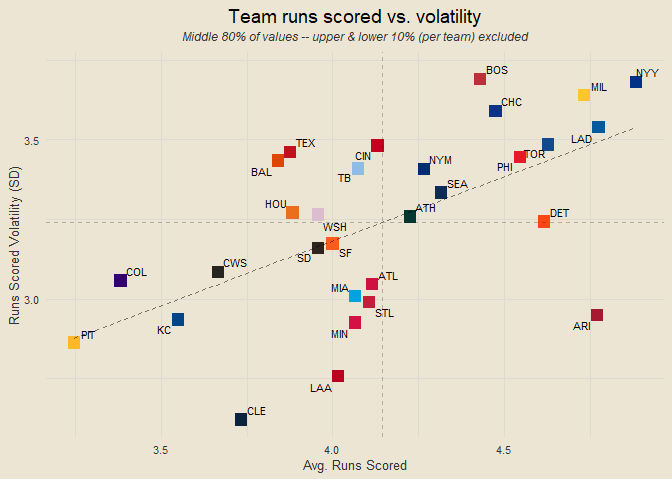 Team runs scored vs. volatility
Middle 80% of values -- upper & lower 10% (per team) excluded
BOS
NYY
MIL
CHC
3.5
TEX
LAD
CIN
TOR
BAL
TB
NYM
PHI
SEA
HOU
ATH
DET
WSH
SD
SF
CWS
COL
ATL
3.0
MIA
STL
ARI
PIT
KC
MIN
LAA
CLE
3.5
4.0
4.5
Runs Scored Volatility (SD)
Avg. Runs Scored